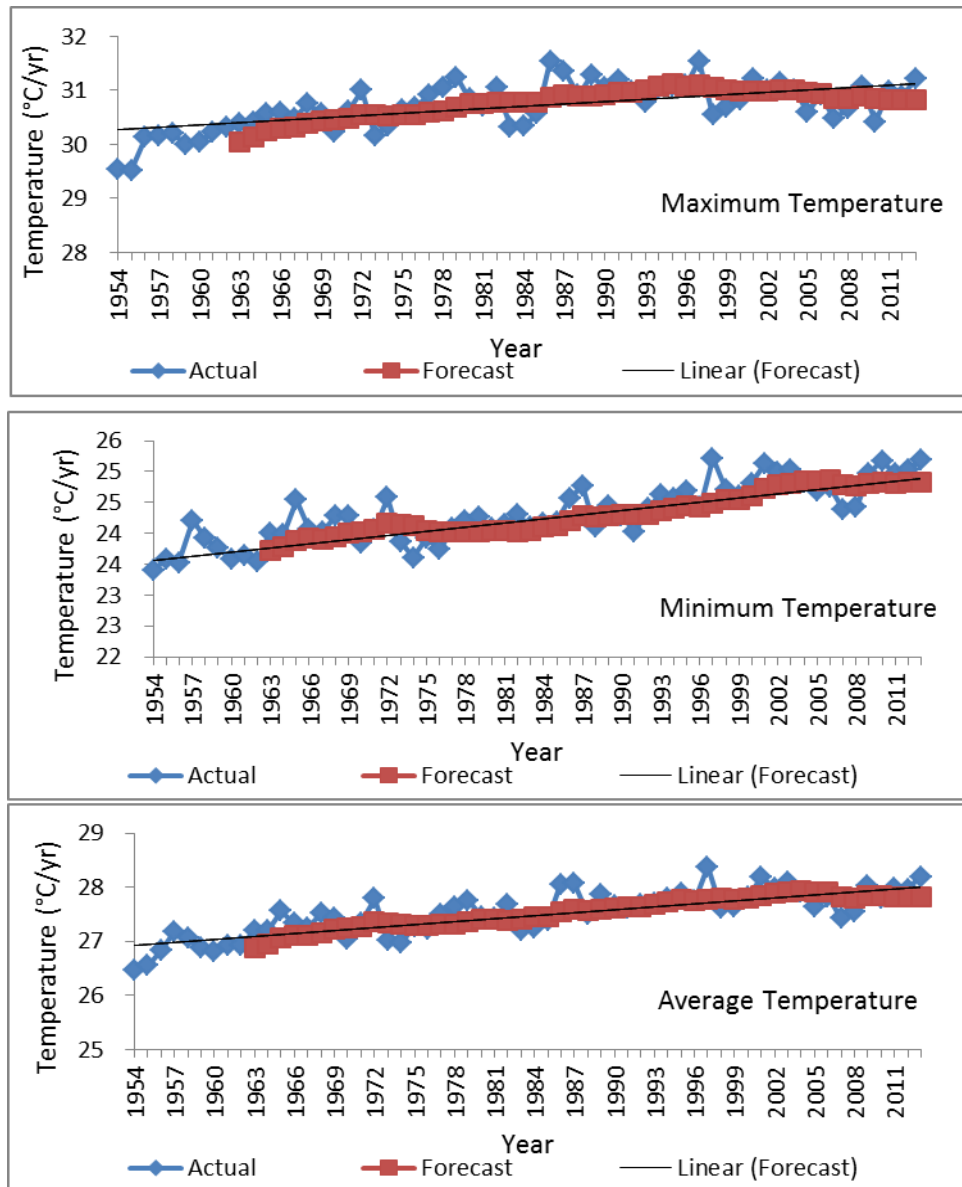 32
31
30
29
28
Temperature (°C/yr)
Maximum Temperature
1954 1957 1960 1963 1966 1969 1972 1975 1978 1981 1984 1987 1990 1993 1996 1999 2002 2005 2008 2011
Year
Actual Forecast Linear (Forecast)
26
25
25
24
24
23
23
22
Temperature (°C/yr)
Minimum Temperature
1954 1957 1960 1963 1966 1969 1972 1975 1978 1981 1984 1987 1990 1993 1996 1999 2002 2005 2008 2011
Year
Actual Forecast Linear (Forecast)
29
28
27
26
25
Temperature (°C/yr)
Average Temperature
1954 1957 1960 1963 1966 1969 1972 1975 1978 1981 1984 1987 1990 1993 1996 1999 2002 2005 2008 2011
Year
Actual Forecast Linear (Forecast)